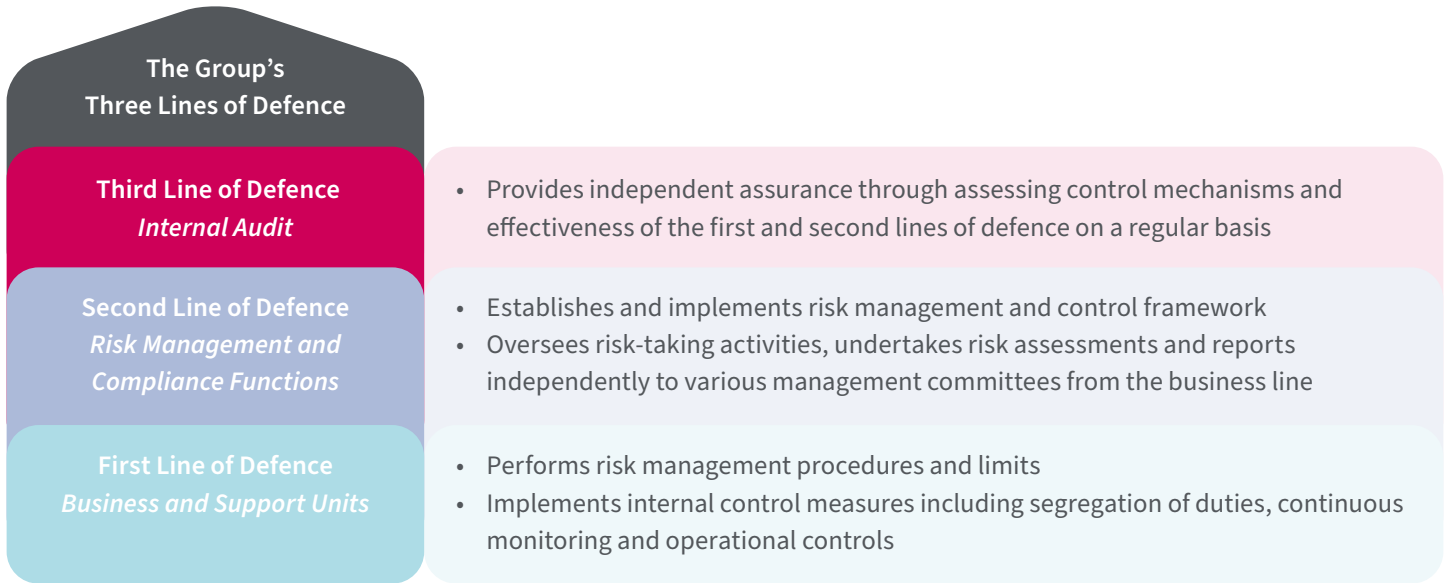 The Group’s
Three Lines of Defence
Third Line of Defence
Internal Audit
• Provides independent assurance through assessing control mechanisms and
effectiveness of the first and second lines of defence on a regular basis
Second Line of Defence
Risk Management and
Compliance Functions
• Establishes and implements risk management and control framework
• Oversees risk-taking activities, undertakes risk assessments and reports
independently to various management committees from the business line
First Line of Defence
Business and Support Units
• Performs risk management procedures and limits
• Implements internal control measures including segregation of duties, continuous
monitoring and operational controls